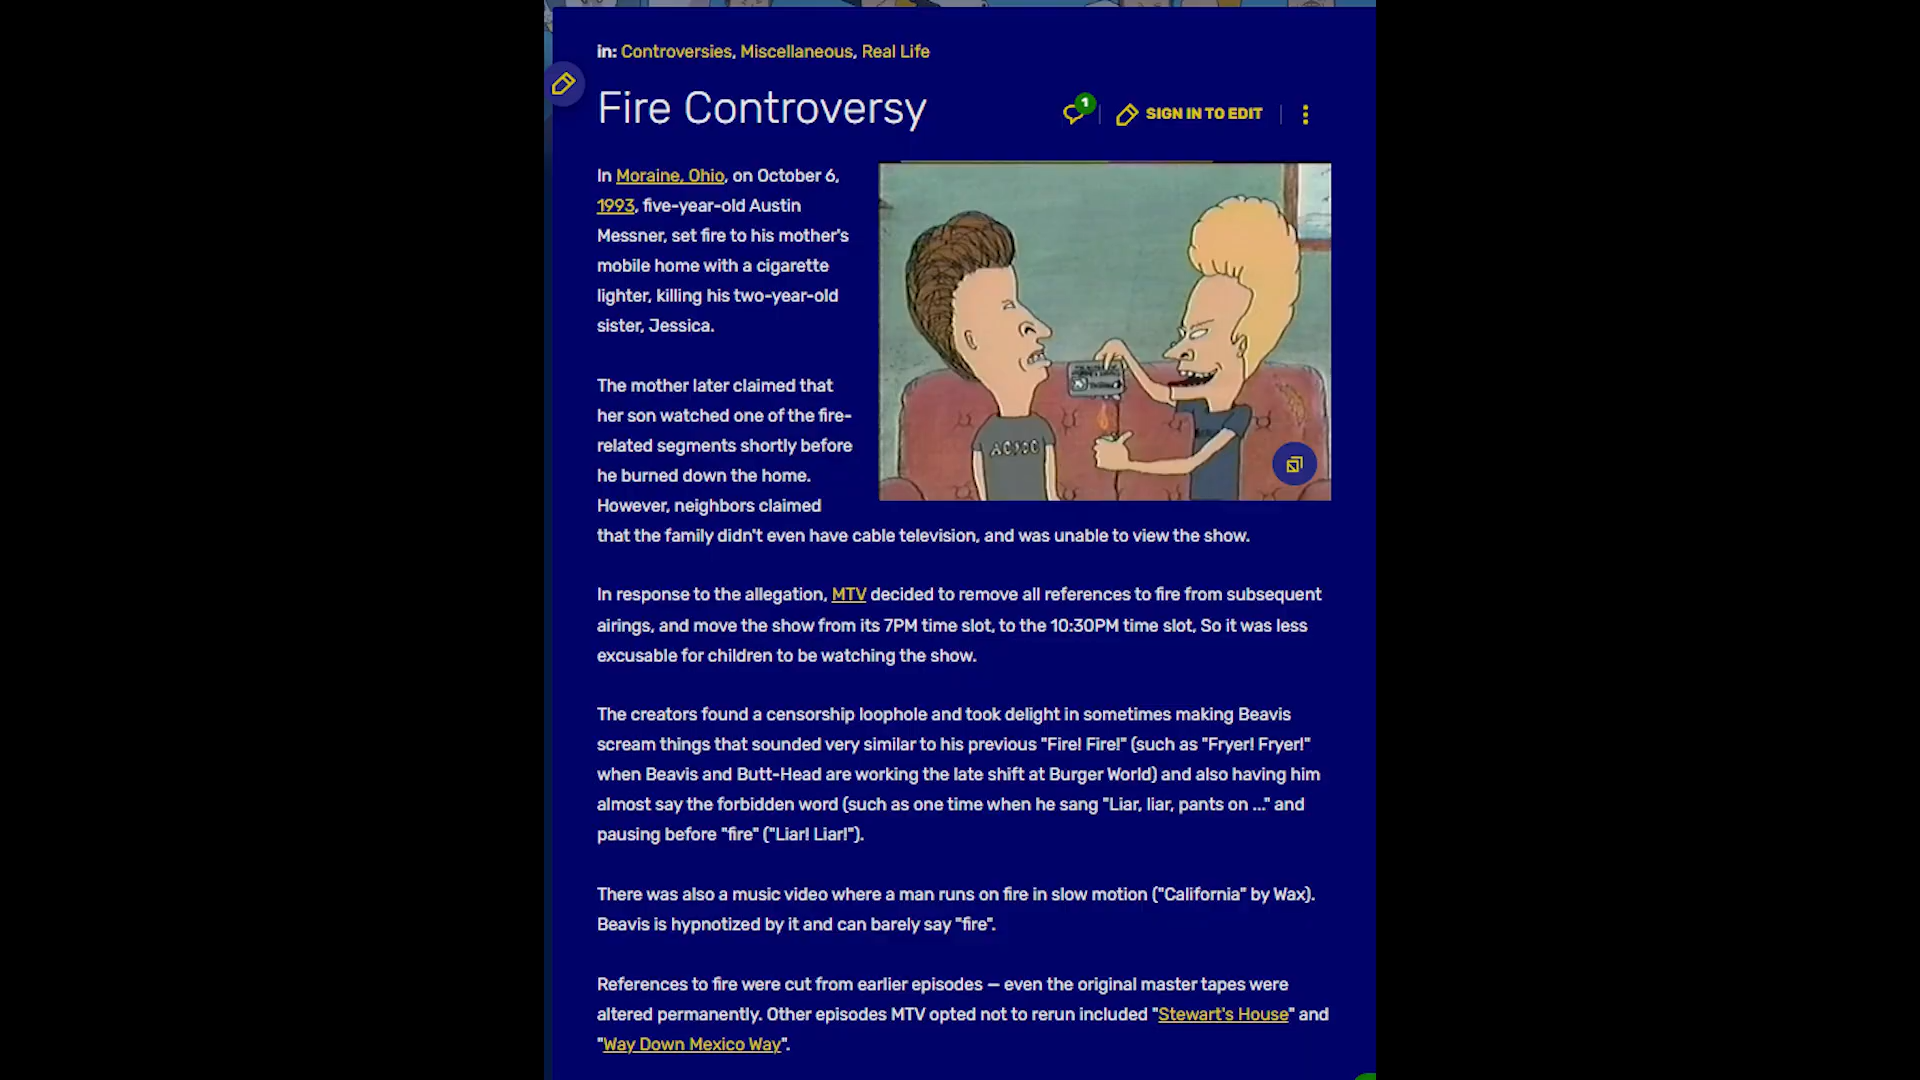 in: Controversies, Miscellaneous, Real Life
Fire Controversy
1
SIGN IN TO EDIT
In Moraine, Ohio, on October 6,
1993, five-year-old Austin
Messner, set fire to his mother's
mobile home with a cigarette
lighter, killing his two-year-old
sister, Jessica.
AC/DC
The mother later claimed that
her son watched one of the fire-
related segments shortly before
he burned down the home.
However, neighbors claimed
that the family didn't even have cable television, and was unable to view the show.
In response to the allegation, MTV decided to remove all references to fire from subsequent
airings, and move the show from its 7PM time slot, to the 10:30PM time slot, So it was less
excusable for children to be watching the show.
The creators found a censorship loophole and took delight in sometimes making Beavis
scream things that sounded very similar to his previous "Fire! Fire!" (such as "Fryer! Fryer!"
when Beavis and Butt-Head are working the late shift at Burger World) and also having him
almost say the forbidden word (such as one time when he sang "Liar, liar, pants on ..." and
pausing before "fire" ("Liar! Liar!").
There was also a music video where a man runs on fire in slow motion ("California" by Wax).
Beavis is hypnotized by it and can barely say "fire".
References to fire were cut from earlier episodes — even the original master tapes were
altered permanently. Other episodes MTV opted not to rerun included "Stewart's House" and
"Way Down Mexico Way".